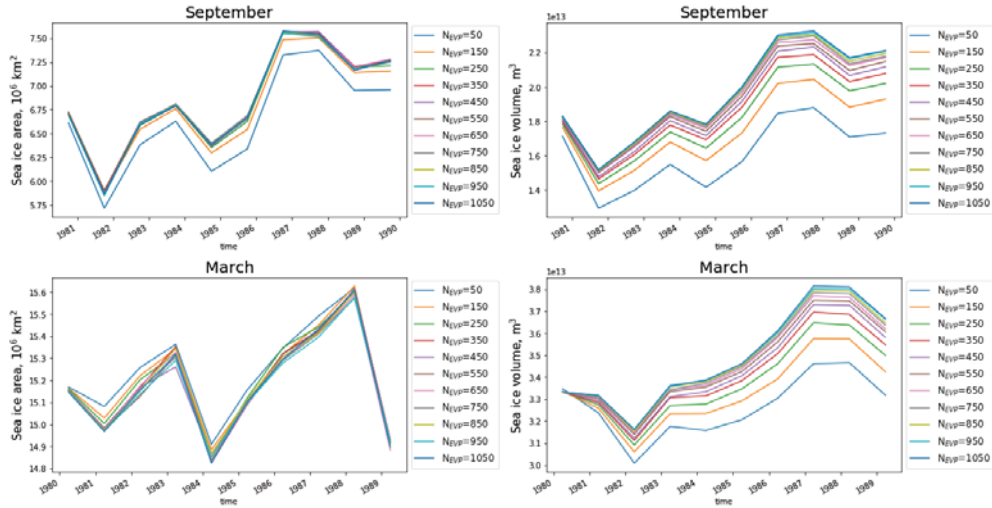 September
Sea ice area, 10⁶ km²
7.50
7.25
7.00
6.75
6.50
6.25
6.00
5.75
1981
1982
1983
1984
1985
1986
1987
1988
1989
1990
time
N_EVP=50
N_EVP=150
N_EVP=250
N_EVP=350
N_EVP=450
N_EVP=550
N_EVP=650
N_EVP=750
N_EVP=850
N_EVP=950
N_EVP=1050
September
1e13
Sea ice volume, m³
2.2
2.0
1.8
1.6
1.4
1981
1982
1983
1984
1985
1986
1987
1988
1989
1990
time
N_EVP=50
N_EVP=150
N_EVP=250
N_EVP=350
N_EVP=450
N_EVP=550
N_EVP=650
N_EVP=750
N_EVP=850
N_EVP=950
N_EVP=1050
March
Sea ice area, 10⁶ km²
15.6
15.5
15.4
15.3
15.2
15.1
15.0
14.9
14.8
1980
1981
1982
1983
1984
1985
1986
1987
1988
1989
time
N_EVP=50
N_EVP=150
N_EVP=250
N_EVP=350
N_EVP=450
N_EVP=550
N_EVP=650
N_EVP=750
N_EVP=850
N_EVP=950
N_EVP=1050
March
1e13
Sea ice volume, m³
3.8
3.7
3.6
3.5
3.4
3.3
3.2
3.1
3.0
1980
1981
1982
1983
1984
1985
1986
1987
1988
1989
time
N_EVP=50
N_EVP=150
N_EVP=250
N_EVP=350
N_EVP=450
N_EVP=550
N_EVP=650
N_EVP=750
N_EVP=850
N_EVP=950
N_EVP=1050